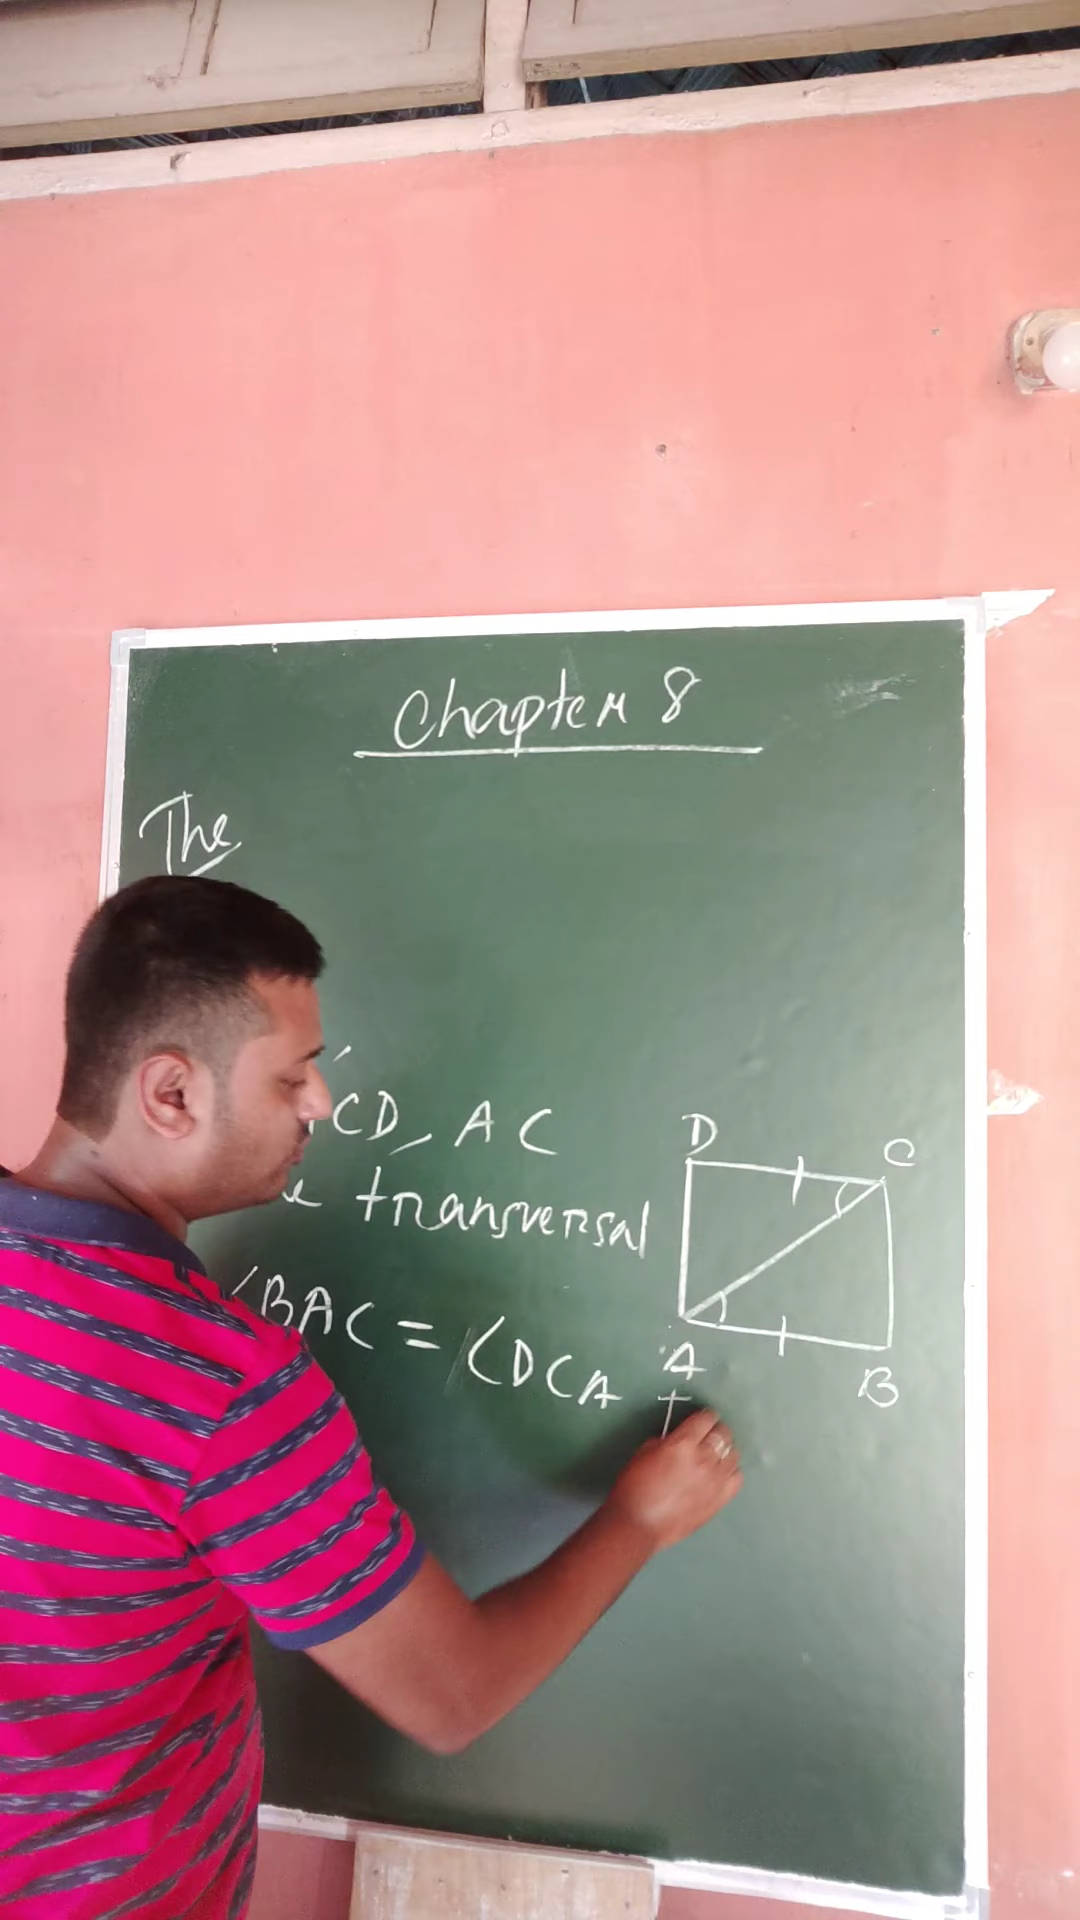 Chapter 8
The
CD, AC
transversal
∠BAC = ∠DCA
D C
A B